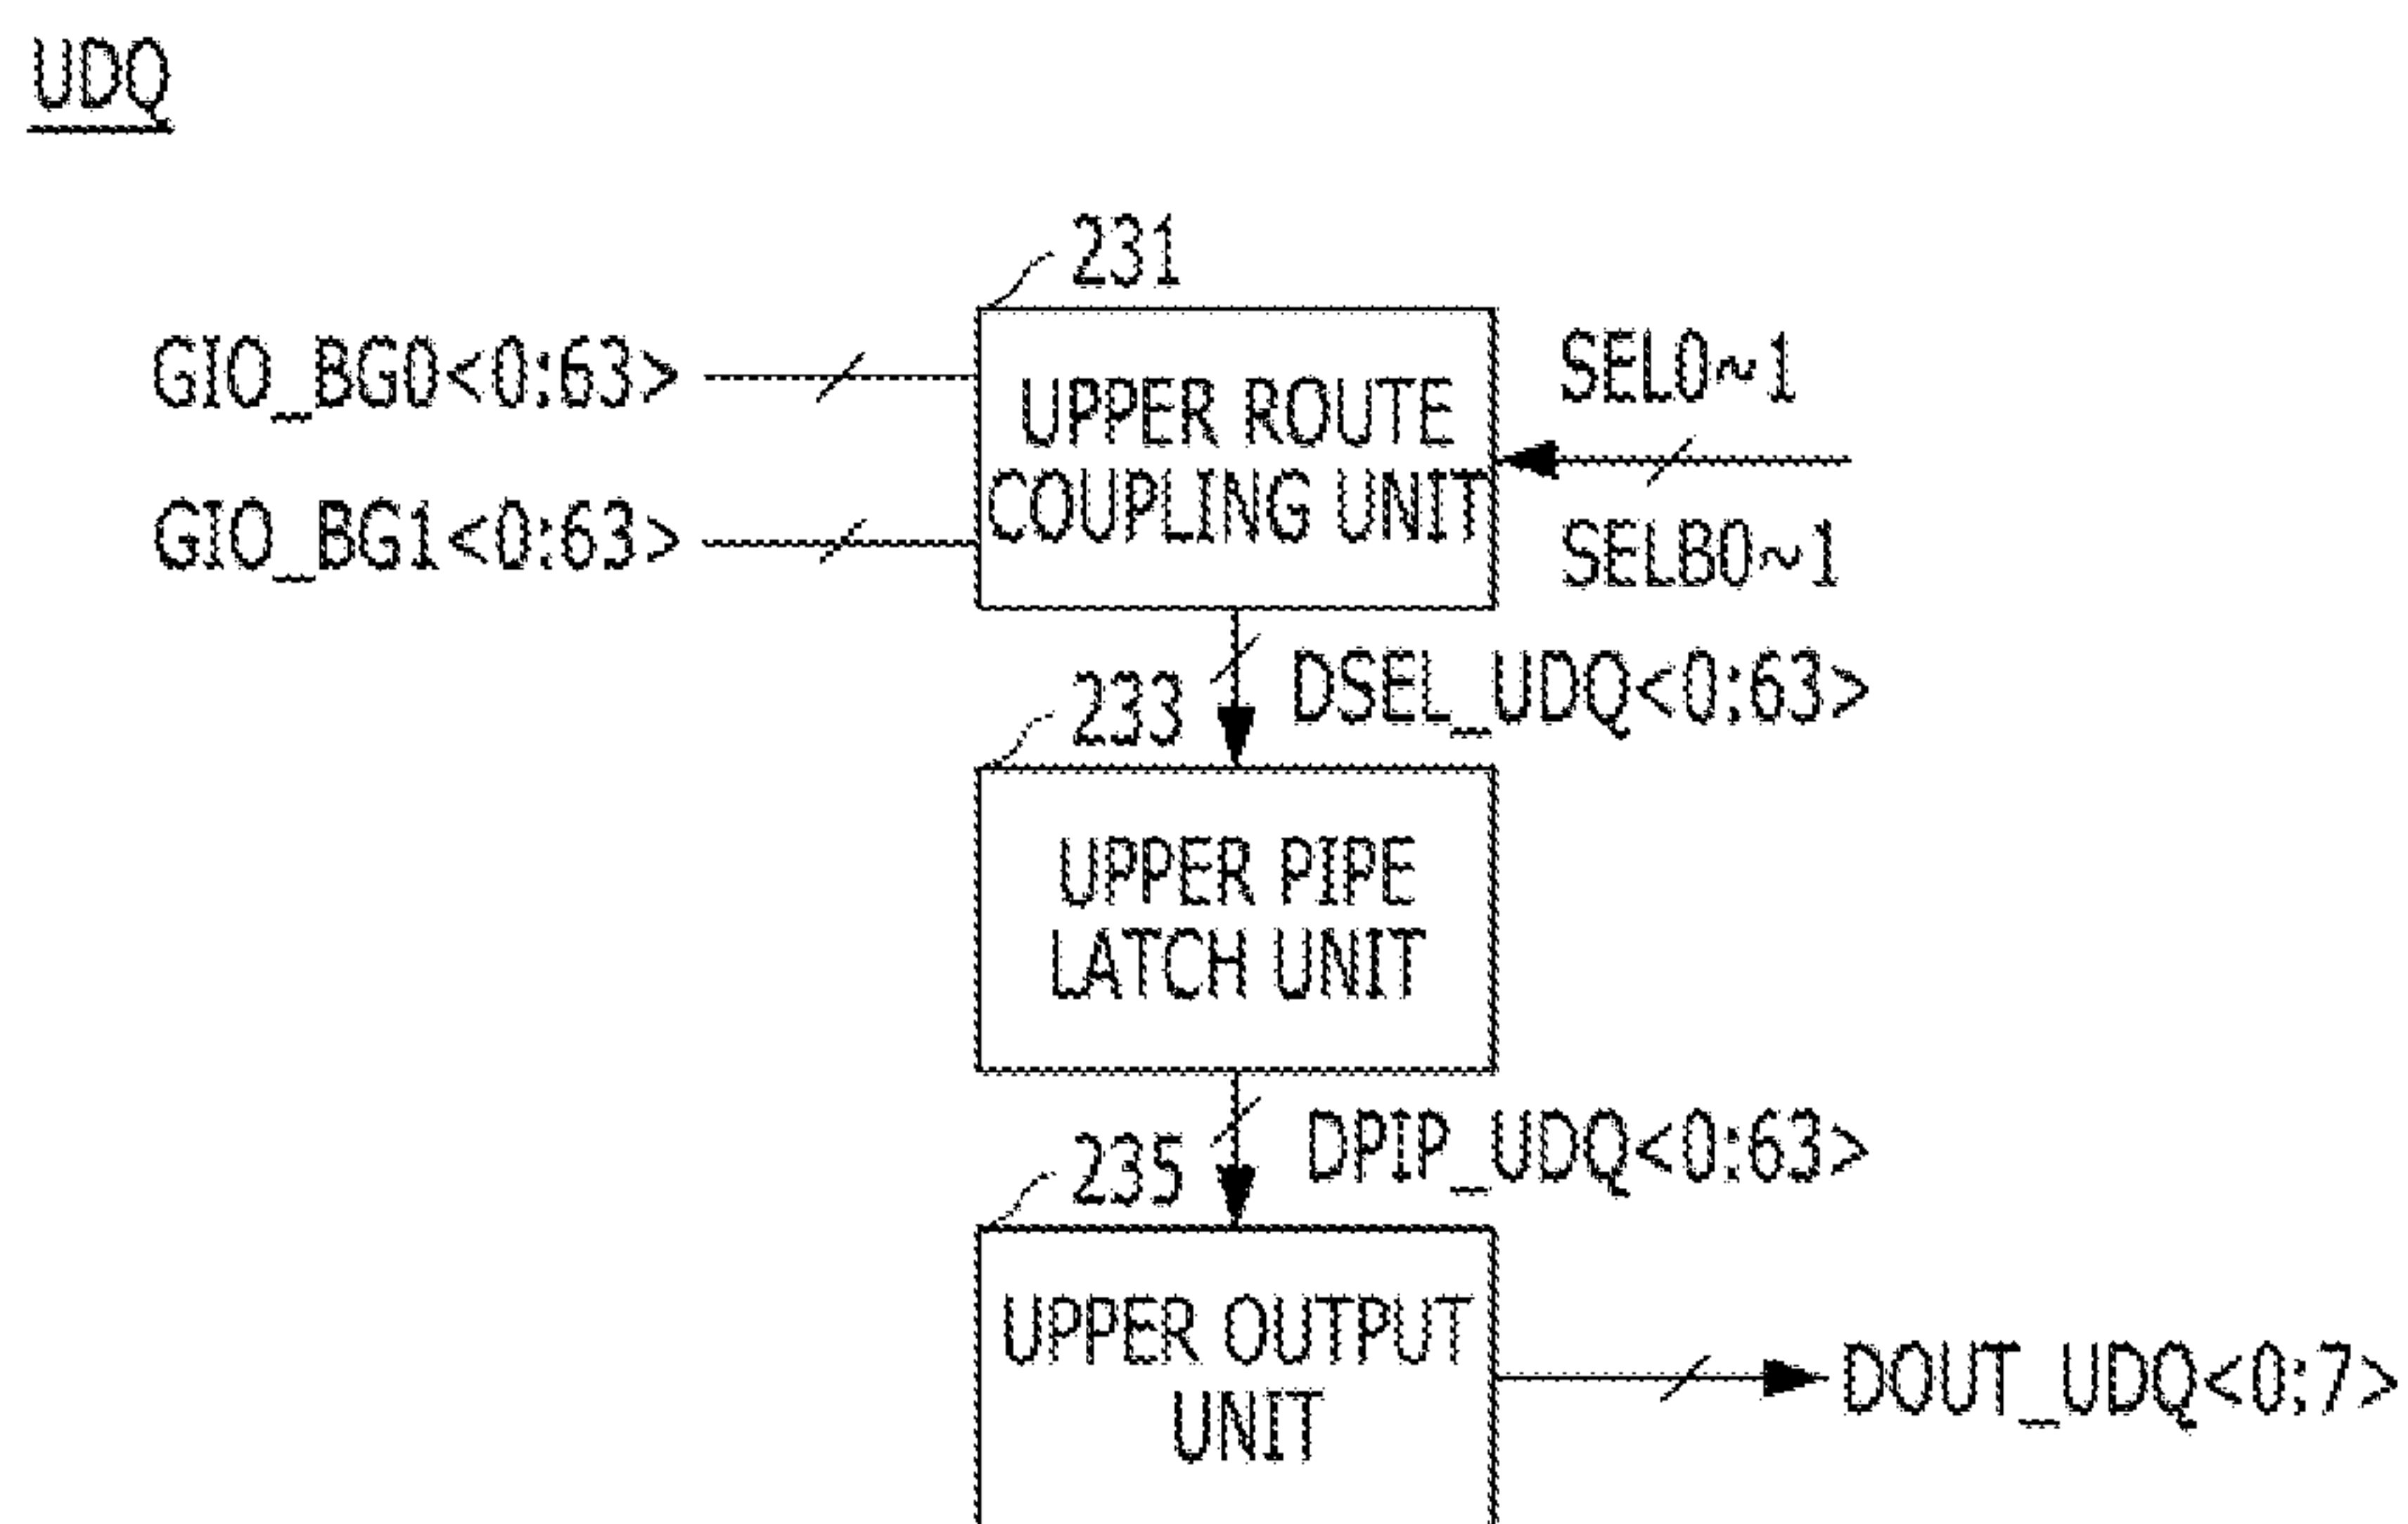 UDQ
231
GIO_BG0<0:63>
GIO_BG1<0:63>
UPPER ROUTE
COUPLING UNIT
SEL0~1
SELB0~1
233
DSEL_UDQ<0:63>
UPPER PIPE
LATCH UNIT
235
DPIP_UDQ<0:63>
UPPER OUTPUT
UNIT
DOUT_UDQ<0:7>